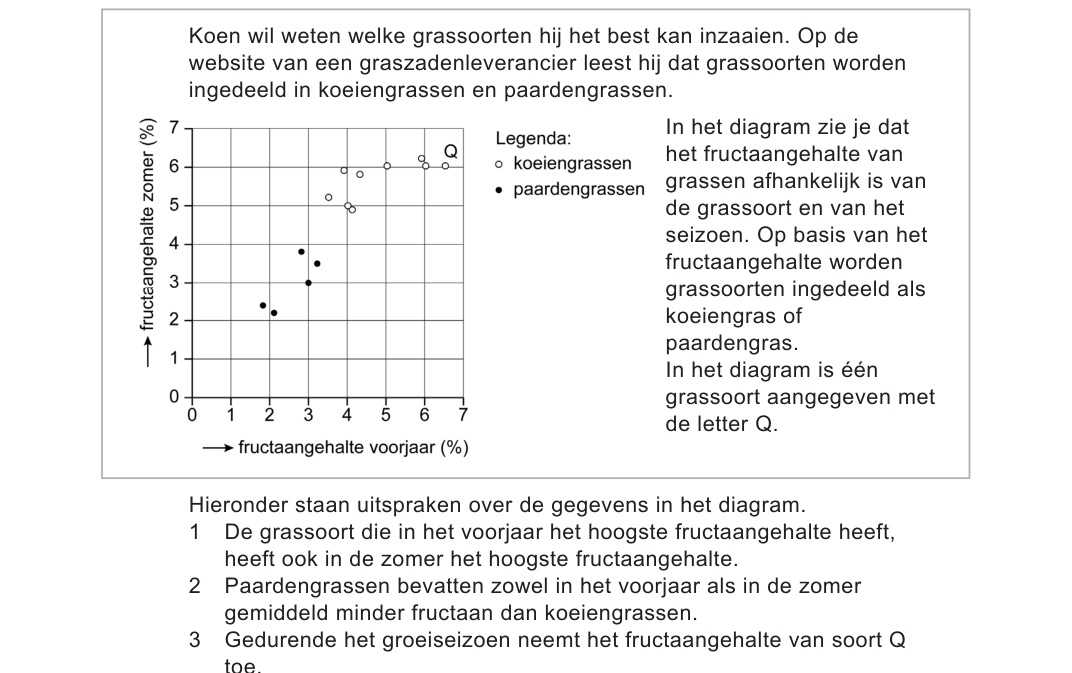 Koen wil weten welke grassoorten hij het best kan inzaaien. Op de
website van een graszadenleverancier leest hij dat grassoorten worden
ingedeeld in koeiengrassen en paardengrassen.
fructaangehalte zomer (%)
7
6
5
4
3
2
1
0
Q
0 1 2 3 4 5 6 7
fructaangehalte voorjaar (%)
Legenda:
koeiengrassen
paardengrassen
In het diagram zie je dat
het fructaangehalte van
grassen afhankelijk is van
de grassoort en van het
seizoen. Op basis van het
fructaangehalte worden
grassoorten ingedeeld als
koeiengras of
paardengras.
In het diagram is één
grassoort aangegeven met
de letter Q.
Hieronder staan uitspraken over de gegevens in het diagram.
1 De grassoort die in het voorjaar het hoogste fructaangehalte heeft,
heeft ook in de zomer het hoogste fructaangehalte.
2 Paardengrassen bevatten zowel in het voorjaar als in de zomer
gemiddeld minder fructaan dan koeiengrassen.
3 Gedurende het groeiseizoen neemt het fructaangehalte van soort Q
toe.